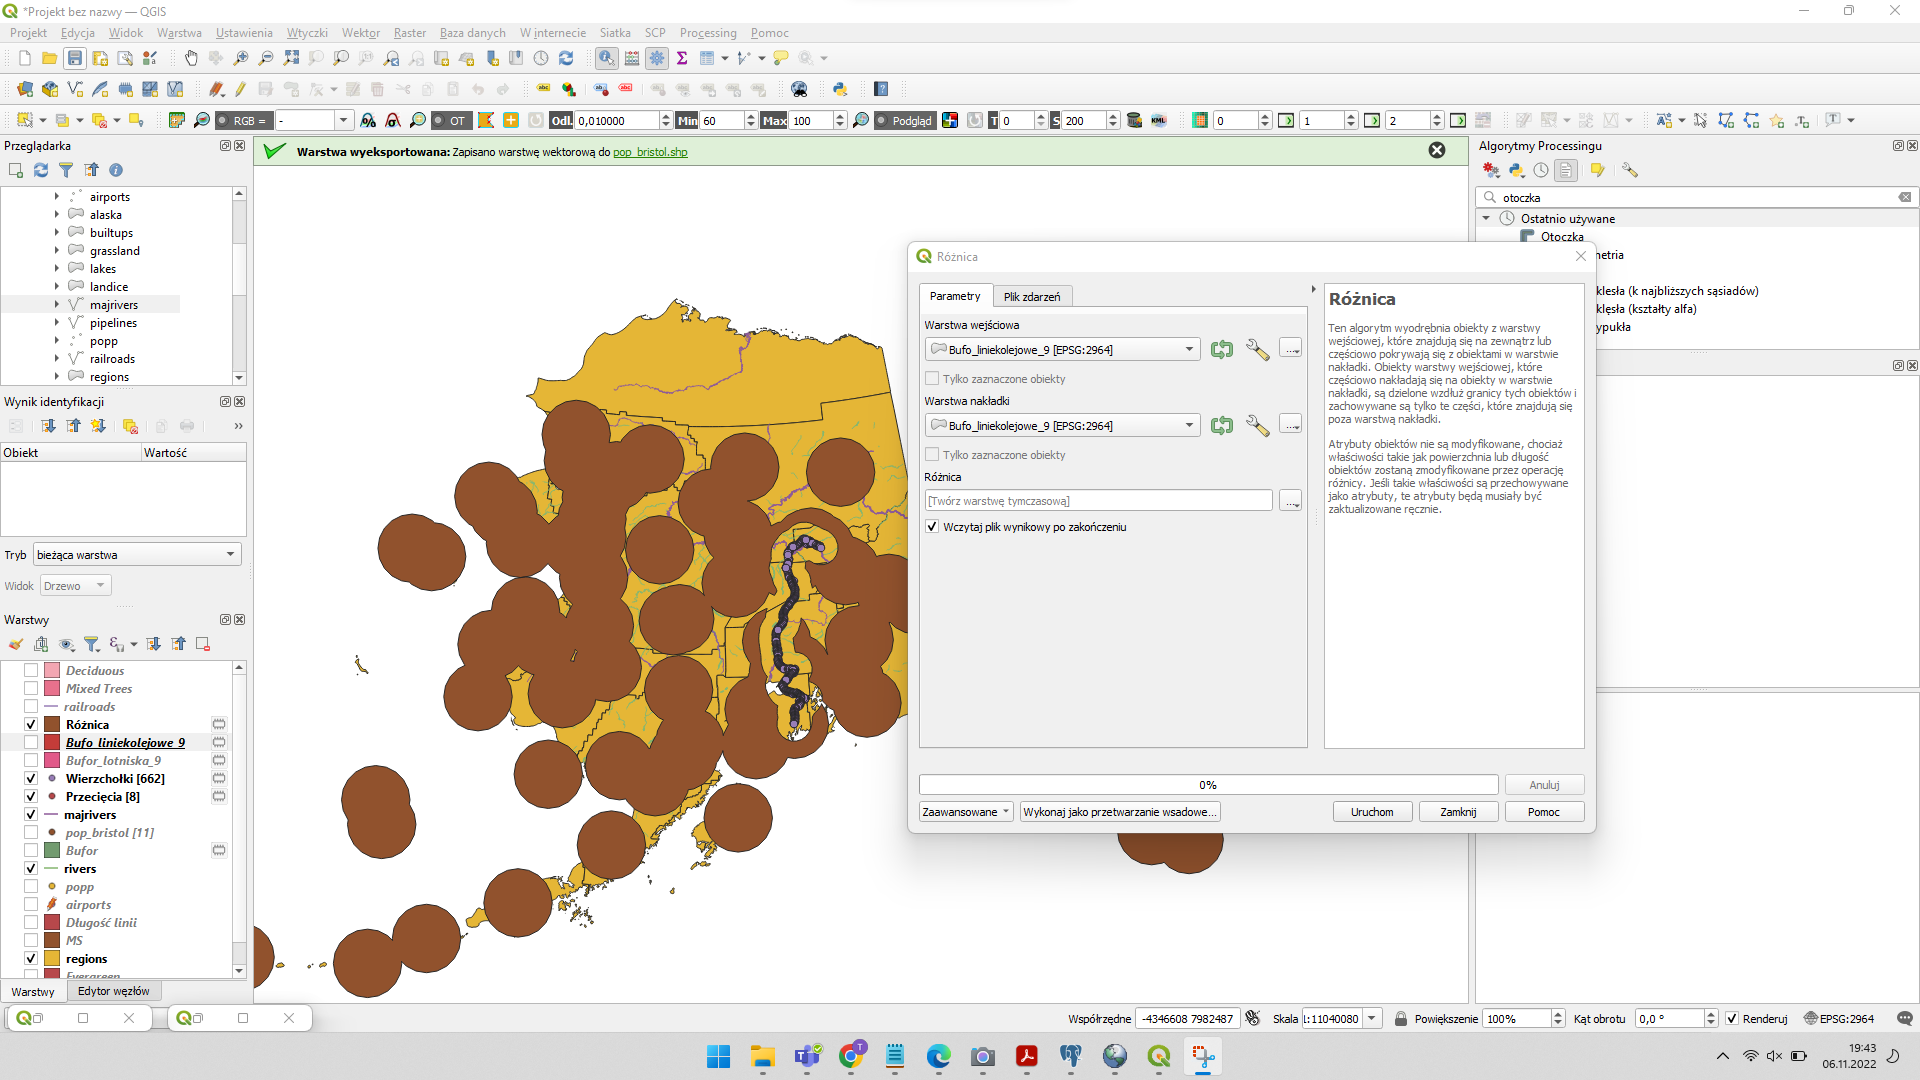 *Projekt bez nazwy — QGIS
Projekt Edycja Widok Warstwa Ustawienia Wtyczki Wektor Raster Baza danych W internecie Siatka SCP Processing Pomoc
RGB = - OT Odl. 0,010000 Min 60 Max 100 Podgląd T 0 S 200 KML 0 1 2
Przeglądarka
airports
alaska
builtups
grassland
lakes
landice
majrivers
pipelines
popp
railroads
regions
Wynik identyfikacji
Obiekt Wartość
Tryb bieżąca warstwa
Widok Drzewo
Warstwy
Deciduous
Mixed Trees
railroads
Różnica
Bufo_liniekolejowe_9
Bufor_lotniska_9
Wierzchołki [662]
Przecięcia [8]
majrivers
pop_bristol [11]
Bufor
rivers
popp
airports
Długość linii
MS
regions
Evergreen
Warstwy Edytor węzłów
Warstwa wyeksportowana: Zapisano warstwę wektorową do pop_bristol.shp
Różnica
Parametry Plik zdarzeń
Warstwa wejściowa
Bufo_liniekolejowe_9 [EPSG:2964]
Tylko zaznaczone obiekty
Warstwa nakładki
Bufo_liniekolejowe_9 [EPSG:2964]
Tylko zaznaczone obiekty
Różnica
[Twórz warstwę tymczasową]
Wczytaj plik wynikowy po zakończeniu
Różnica
Ten algorytm wyodrębnia obiekty z warstwy
wejściowej, które znajdują się na zewnątrz lub
częściowo pokrywają się z obiektami w warstwie
nakładki. Obiekty warstwy wejściowej, które
częściowo nakładają się na obiekty w warstwie
nakładki, są dzielone wzdłuż granicy tych obiektów i
zachowywane są tylko te części, które znajdują się
poza warstwą nakładki.
Atrybuty obiektów nie są modyfikowane, chociaż
właściwości takie jak powierzchnia lub długość
obiektów zostaną zmodyfikowane przez operację
różnicy. Jeśli takie właściwości są przechowywane
jako atrybuty, te atrybuty będą musiały być
zaktualizowane ręcznie.
0% Anuluj
Zaawansowane Wykonaj jako przetwarzanie wsadowe... Uruchom Zamknij Pomoc
Algorytmy Processingu
otoczka
Ostatnio używane
Otoczka
metria
klesła (k najbliższych sąsiadów)
klęsła (kształty alfa)
ypukła
Współrzędne -4346608 7982487 Skala 1:11040080 Powiększenie 100% Kąt obrotu 0,0 ° Renderuj EPSG:2964
19:43
06.11.2022